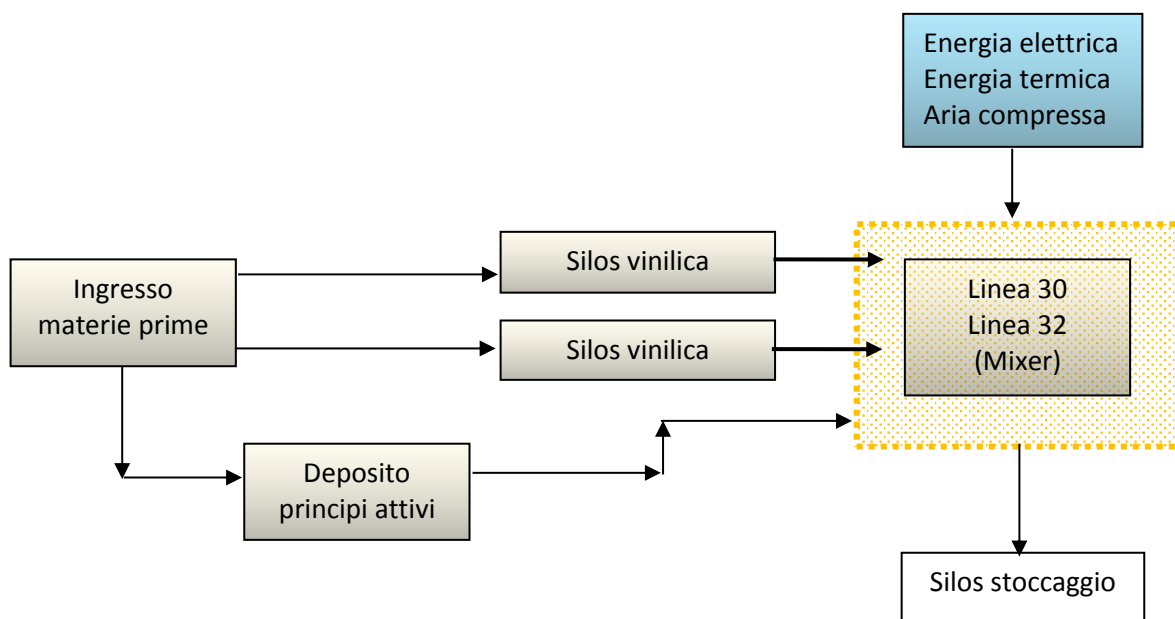 Energia elettrica
Energia termica
Aria compressa
Ingresso
materie prime
Silos vinilica
Silos vinilica
Linea 30
Linea 32
(Mixer)
Deposito
principi attivi
Silos stoccaggio